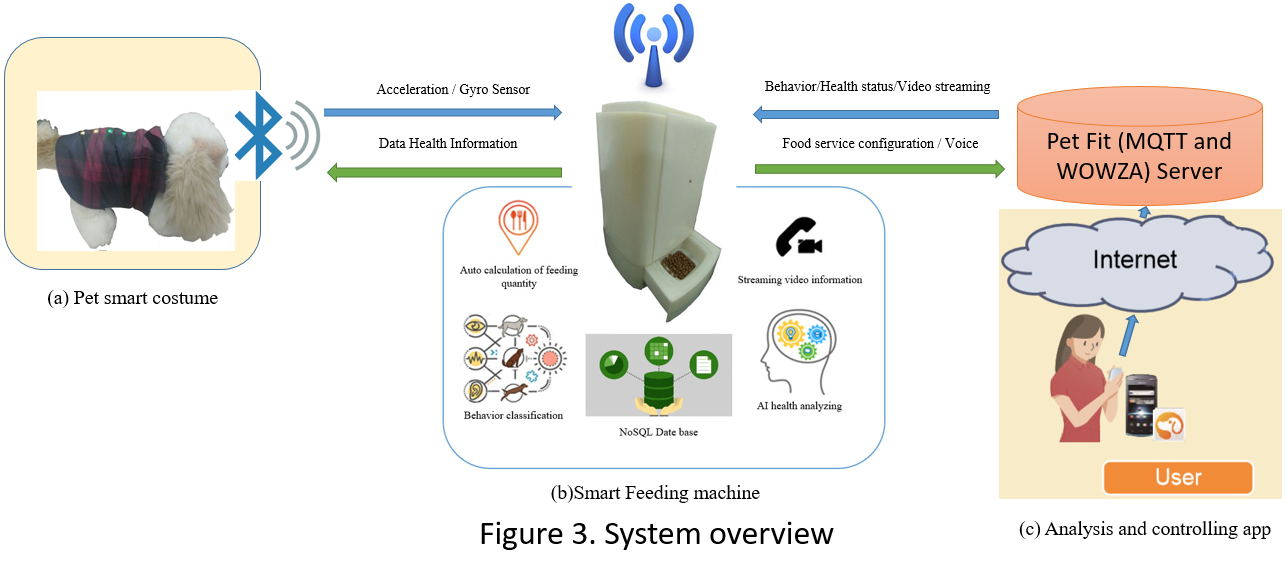 Acceleration / Gyro Sensor
Data Health Information
Behavior/Health status/Video streaming
Food service configuration / Voice
Pet Fit (MQTT and
WOWZA) Server
(a) Pet smart costume
Auto calculation of feeding
quantity
Streaming video information
Behavior classification
NoSQL Date base
AI health analyzing
(b)Smart Feeding machine
Internet
User
(c) Analysis and controlling app
Figure 3. System overview